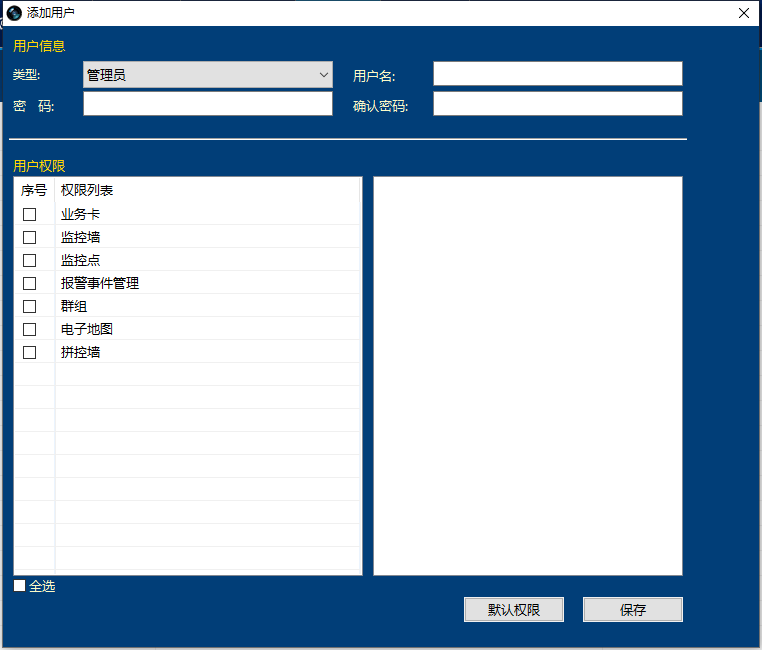 添加用户
用户信息
类型: 管理员 用户名:
密 码: 确认密码:
用户权限
序号 权限列表
业务卡
监控墙
监控点
报警事件管理
群组
电子地图
拼控墙
全选
默认权限 保存